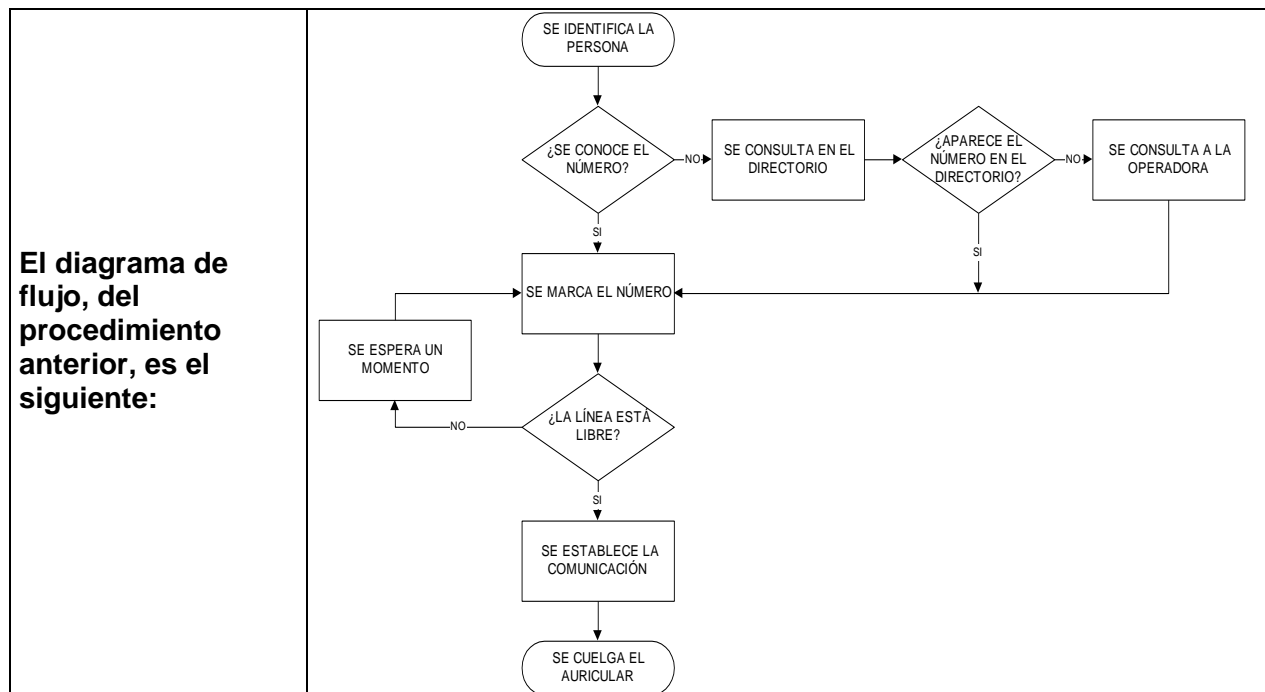 El diagrama de
flujo, del
procedimiento
anterior, es el
siguiente:
SE IDENTIFICA LA
PERSONA
¿SE CONOCE EL
NÚMERO?
NO
SE CONSULTA EN EL
DIRECTORIO
¿APARECE EL
NÚMERO EN EL
DIRECTORIO?
NO
SE CONSULTA A LA
OPERADORA
SI
SI
SE MARCA EL NÚMERO
SE ESPERA UN
MOMENTO
¿LA LÍNEA ESTÁ
LIBRE?
NO
SI
SE ESTABLECE LA
COMUNICACIÓN
SE CUELGA EL
AURICULAR